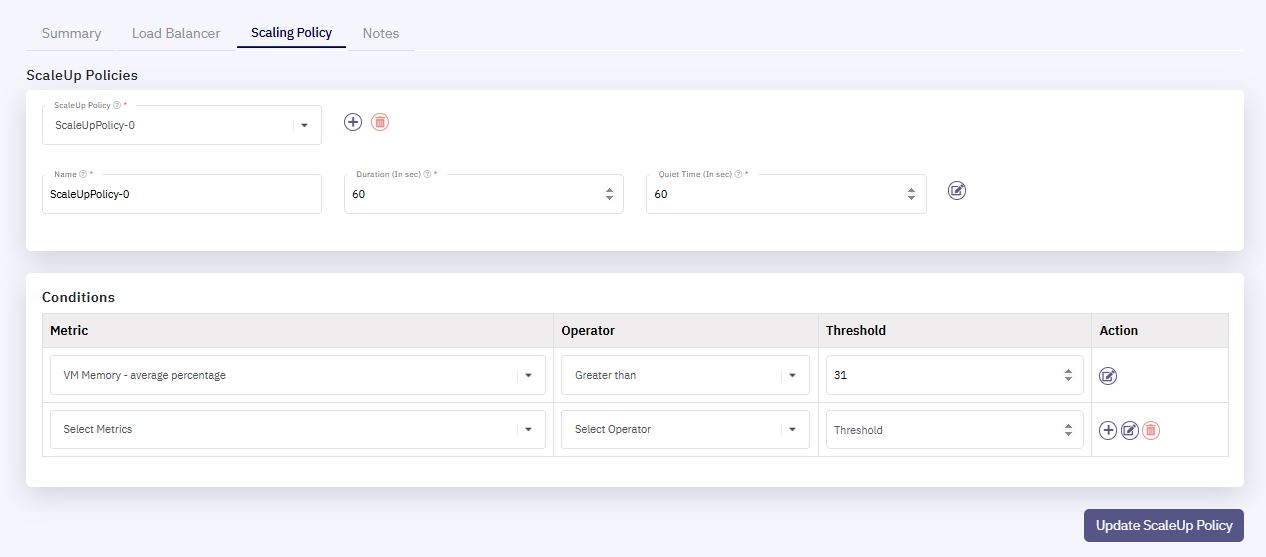 Summary Load Balancer Scaling Policy Notes
ScaleUp Policies
ScaleUp Policy ? *
ScaleUpPolicy-0
Name ? * Duration (In sec) ? * Quiet Time (In sec) ? *
ScaleUpPolicy-0 60 60
Conditions
Metric Operator Threshold Action
VM Memory - average percentage Greater than 31
Select Metrics Select Operator Threshold
Update ScaleUp Policy